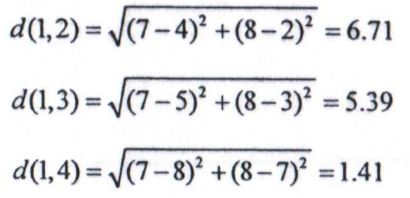 d(1,2) = √(7−4)² + (8−2)² = 6.71
d(1,3) = √(7−5)² + (8−3)² = 5.39
d(1,4) = √(7−8)² + (8−7)² = 1.41